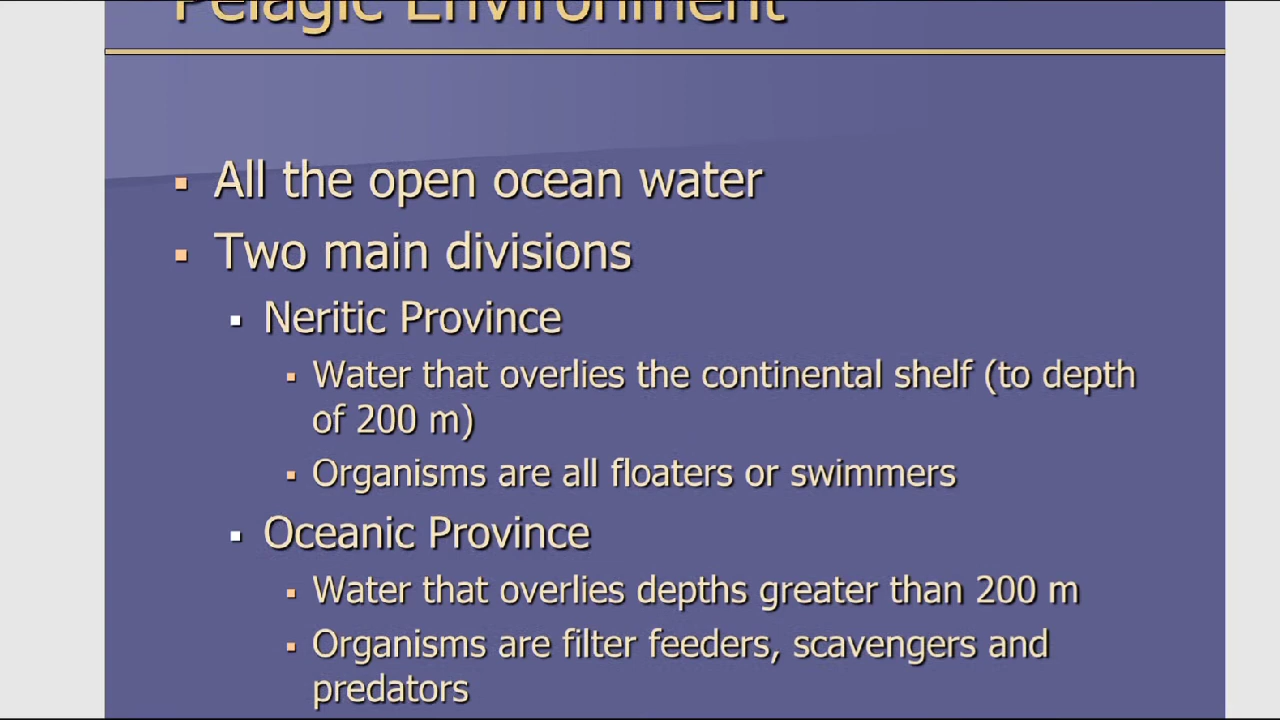 Pelagic Environment
All the open ocean water
Two main divisions
Neritic Province
Water that overlies the continental shelf (to depth
of 200 m)
Organisms are all floaters or swimmers
Oceanic Province
Water that overlies depths greater than 200 m
Organisms are filter feeders, scavengers and
predators